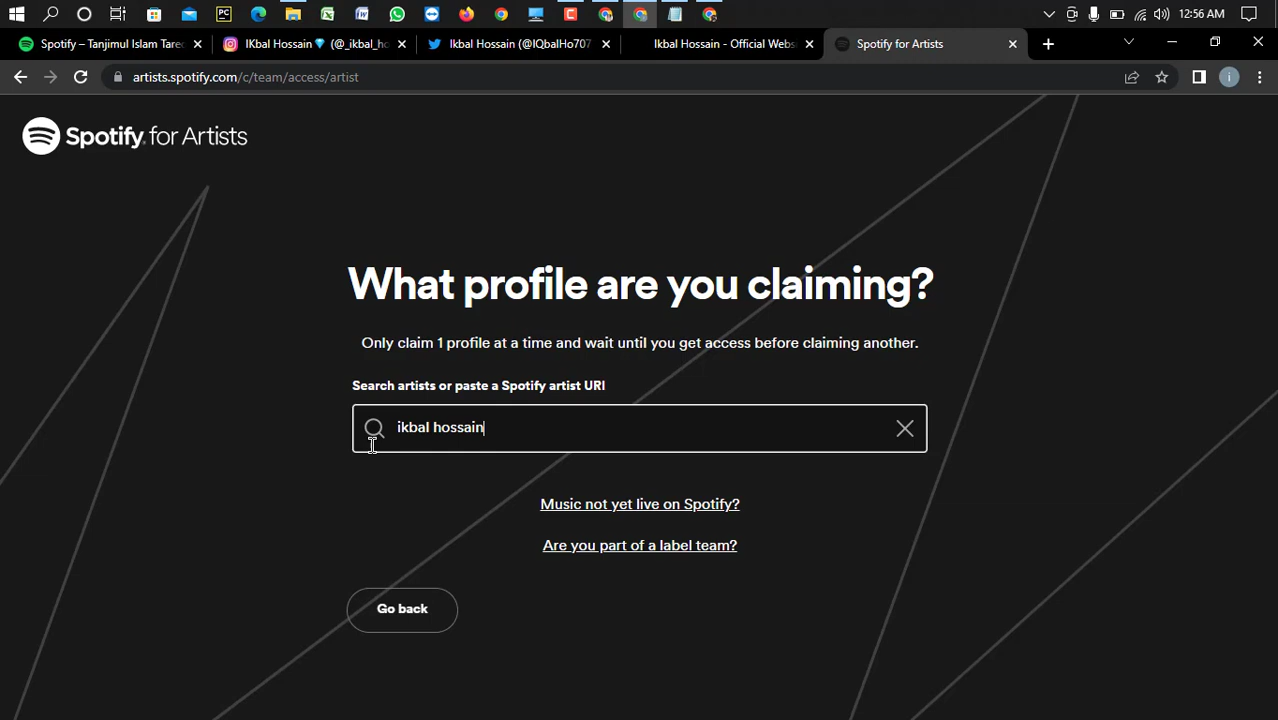 12:56 AM
Spotify – Tanjimul Islam Tareq
IKbal Hossain💎 (@_ikbal_ho
Ikbal Hossain (@IQbalHo707
Ikbal Hossain - Official Webs
Spotify for Artists
artists.spotify.com/c/team/access/artist
i
Spotify for Artists
What profile are you claiming?
Only claim 1 profile at a time and wait until you get access before claiming another.
Search artists or paste a Spotify artist URI
ikbal hossain
Music not yet live on Spotify?
Are you part of a label team?
Go back